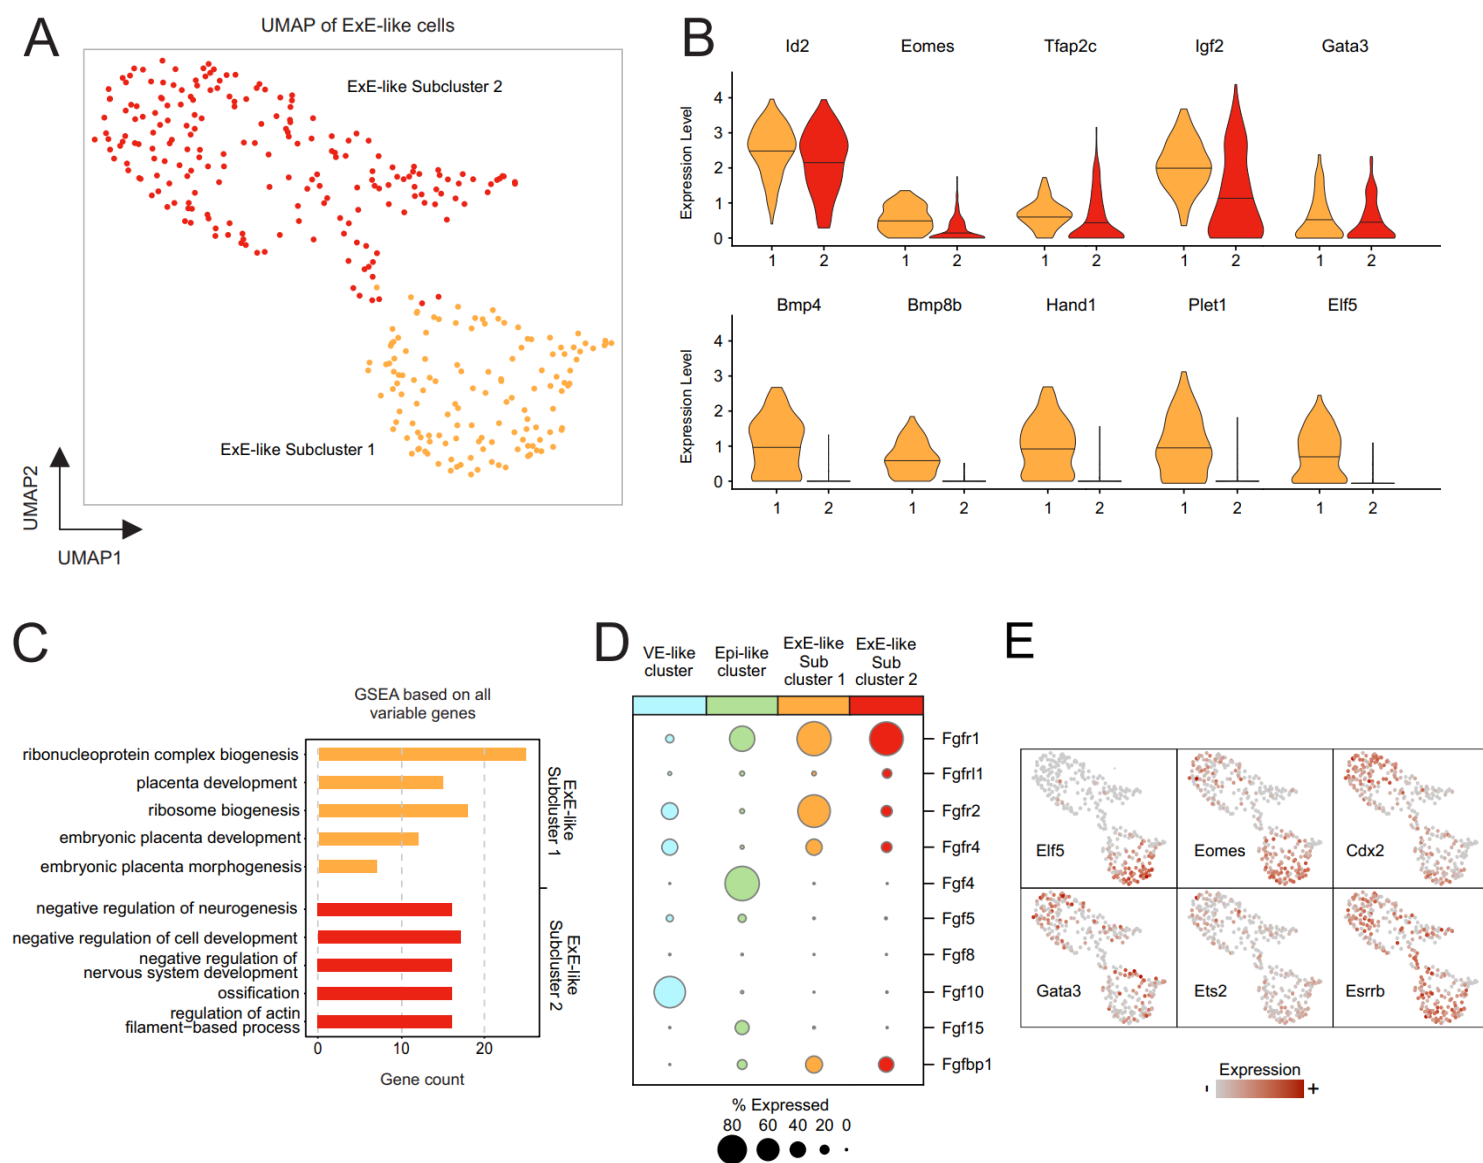 A
UMAP of ExE-like cells
ExE-like Subcluster 2
ExE-like Subcluster 1
UMAP2
UMAP1
B
Id2 Eomes Tfap2c Igf2 Gata3
Expression Level
4
3
2
1
0
1 2 1 2 1 2 1 2 1 2
Bmp4 Bmp8b Hand1 Plet1 Elf5
Expression Level
4
3
2
1
0
1 2 1 2 1 2 1 2 1 2
C
GSEA based on all
variable genes
ribonucleoprotein complex biogenesis
placenta development
ribosome biogenesis
embryonic placenta development
embryonic placenta morphogenesis
negative regulation of neurogenesis
negative regulation of cell development
negative regulation of
nervous system development
ossification
regulation of actin
filament−based process
ExE-like
Subcluster 1
ExE-like
Subcluster 2
0 10 20
Gene count
D
VE-like
cluster
Epi-like
cluster
ExE-like
Sub
cluster 1
ExE-like
Sub
cluster 2
Fgfr1
Fgfrl1
Fgfr2
Fgfr4
Fgf4
Fgf5
Fgf8
Fgf10
Fgf15
Fgfbp1
% Expressed
80 60 40 20 0
E
Elf5
Eomes
Cdx2
Gata3
Ets2
Esrrb
Expression
- +